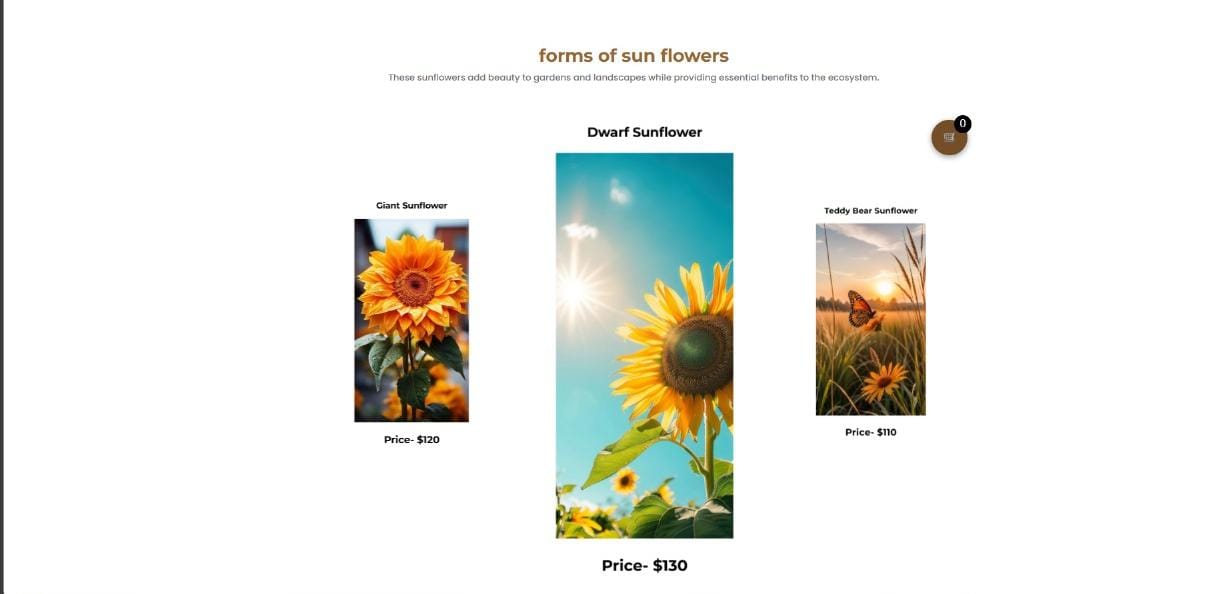 forms of sun flowers
These sunflowers add beauty to gardens and landscapes while providing essential benefits to the ecosystem.
0
Dwarf Sunflower
Giant Sunflower
Teddy Bear Sunflower
Price- $120
Price- $110
Price- $130